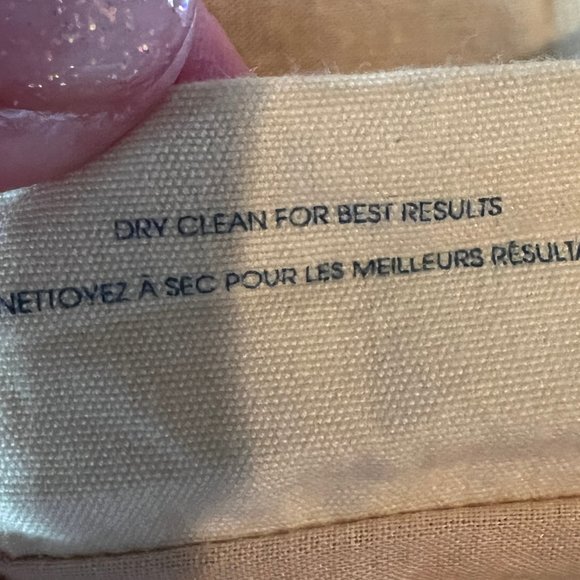 DRY CLEAN FOR BEST RESULTS
NETTOYEZ À SEC POUR LES MEILLEURS RÉSULTA